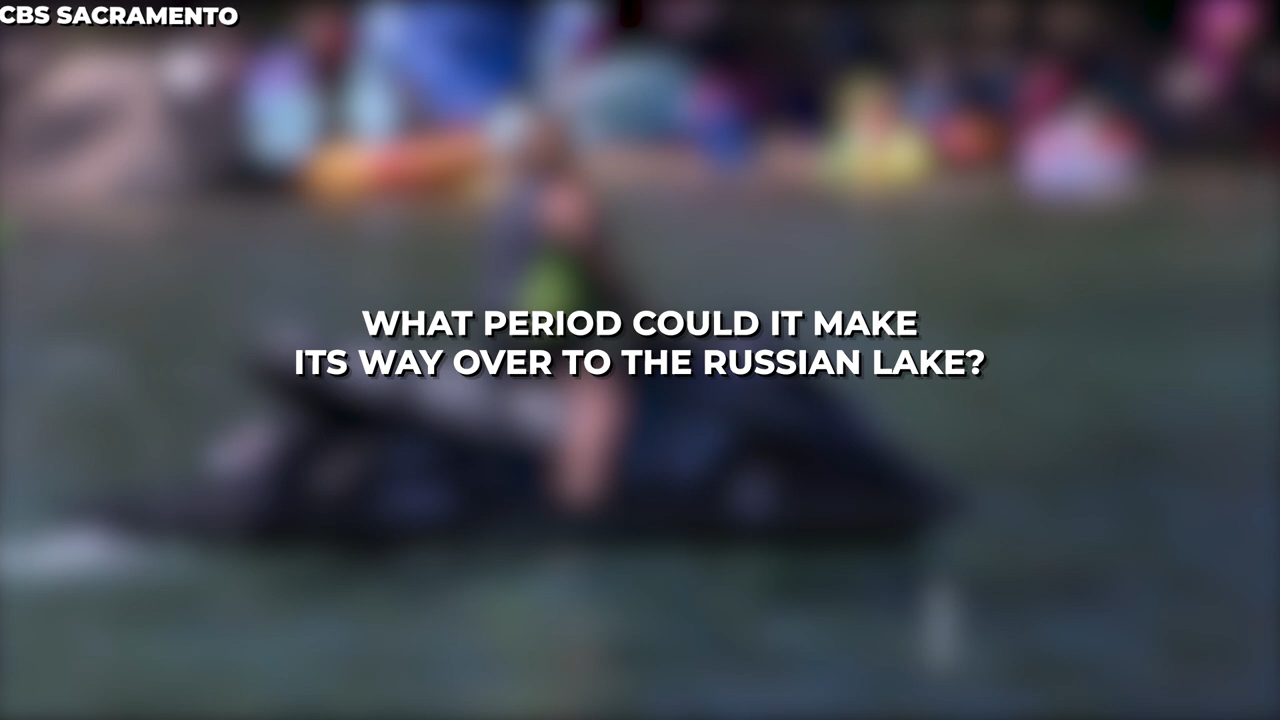 CBS SACRAMENTO
WHAT PERIOD COULD IT MAKE
ITS WAY OVER TO THE RUSSIAN LAKE?